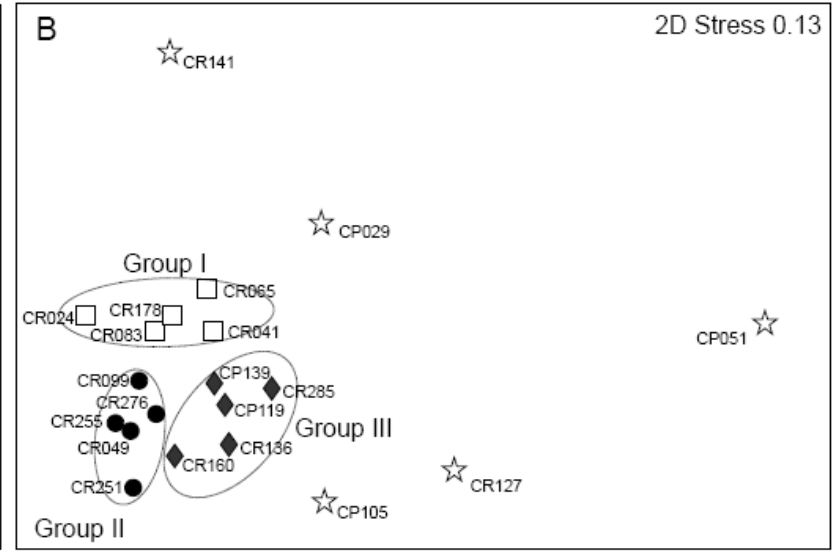 B
2D Stress 0.13
CR141
CP029
Group I
CR065
CR024
CR178
CR083
CR041
CP051
CR099
CP139
CR285
CR276
CP119
CR255
Group III
CR049
CR136
CR160
CR251
CR127
CP105
Group II